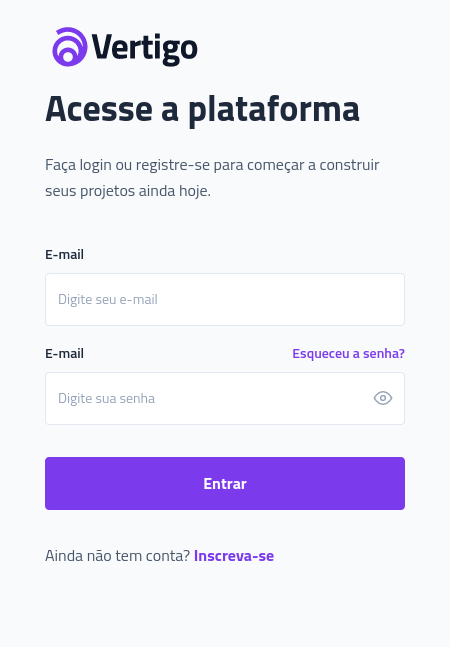 Vertigo
Acesse a plataforma
Faça login ou registre-se para começar a construir
seus projetos ainda hoje.
E-mail
Digite seu e-mail
E-mail Esqueceu a senha?
Digite sua senha
Entrar
Ainda não tem conta? Inscreva-se